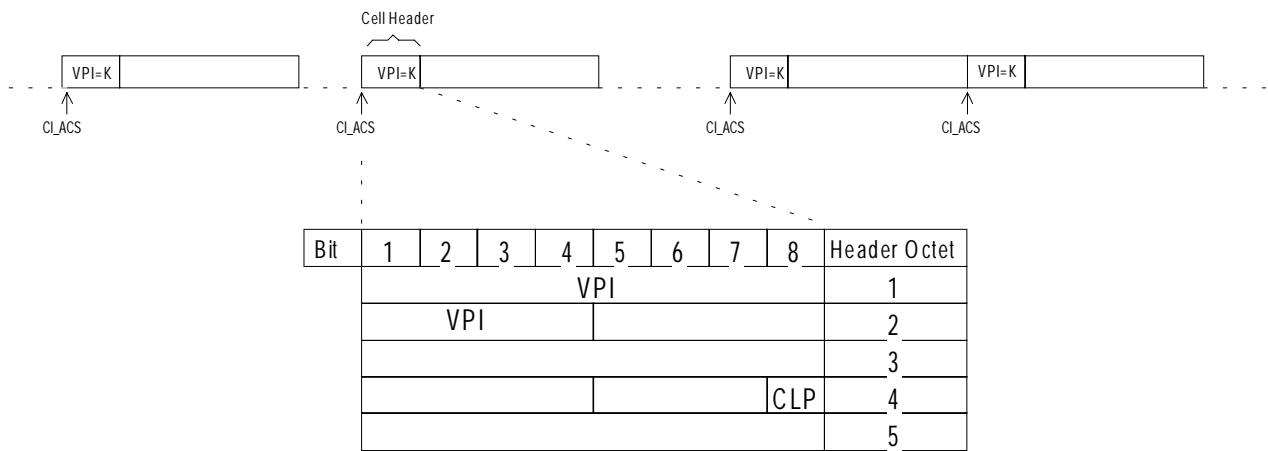 Cell Header
VPI=K VPI=K VPI=K VPI=K
CI_ACS CI_ACS CI_ACS CI_ACS
Bit 1 2 3 4 5 6 7 8 Header Octet
VPI 1
VPI 2
3
CLP 4
5